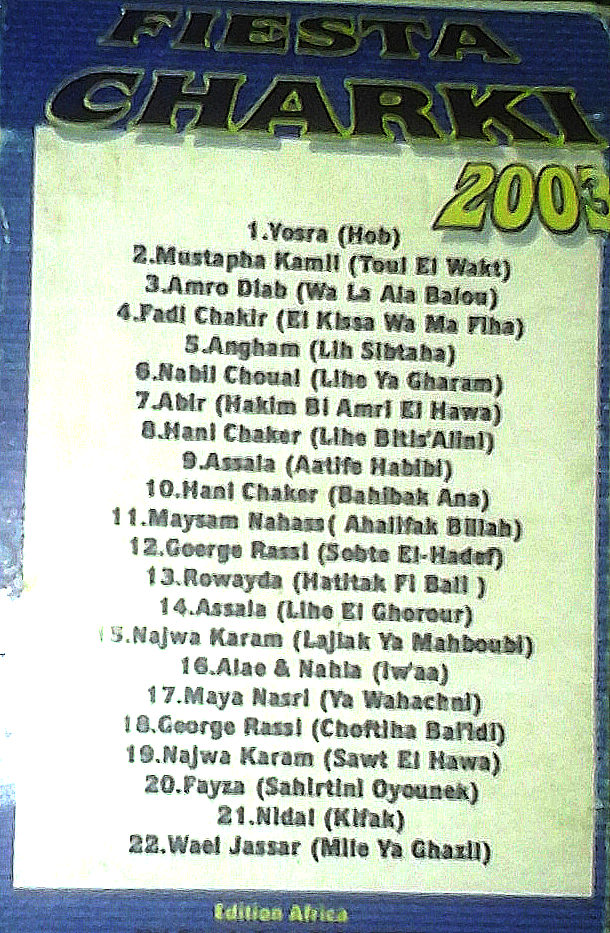 FIESTA
CHARKI
2003
1.Yosra (Hob)
2.Mustapha Kamil (Toul El Wakt)
3.Amro Diab (Wa La Ala Balou)
4.Fadi Chakir (El Kissa Wa Ma Fiha)
5.Angham (Lih Sibtaha)
6.Nabil Choual (Lihe Ya Gharam)
7.Abir (Hakim Bi Amri El Hawa)
8.Hani Chaker (Lihe Bitis'Alini)
9.Assala (Aatife Habibi)
10.Hani Chaker (Bahibak Ana)
11.Maysam Nahass( Ahalifak Billah)
12.Goerge Rassi (Sobte El-Hadef)
13.Rowayda (Hatitak Fi Bali )
14.Assala (Lihe El Ghorour)
15.Najwa Karam (Lajlak Ya Mahboubi)
16.Alae & Nahla (Iw'aa)
17.Maya Nasri (Ya Wahachni)
18.George Rassi (Choftiha Bal'idi)
19.Najwa Karam (Sawt El Hawa)
20.Fayza (Sahirtini Oyounek)
21.Nidal (Kifak)
22.Wael Jassar (Mile Ya Ghazil)
Edition Africa